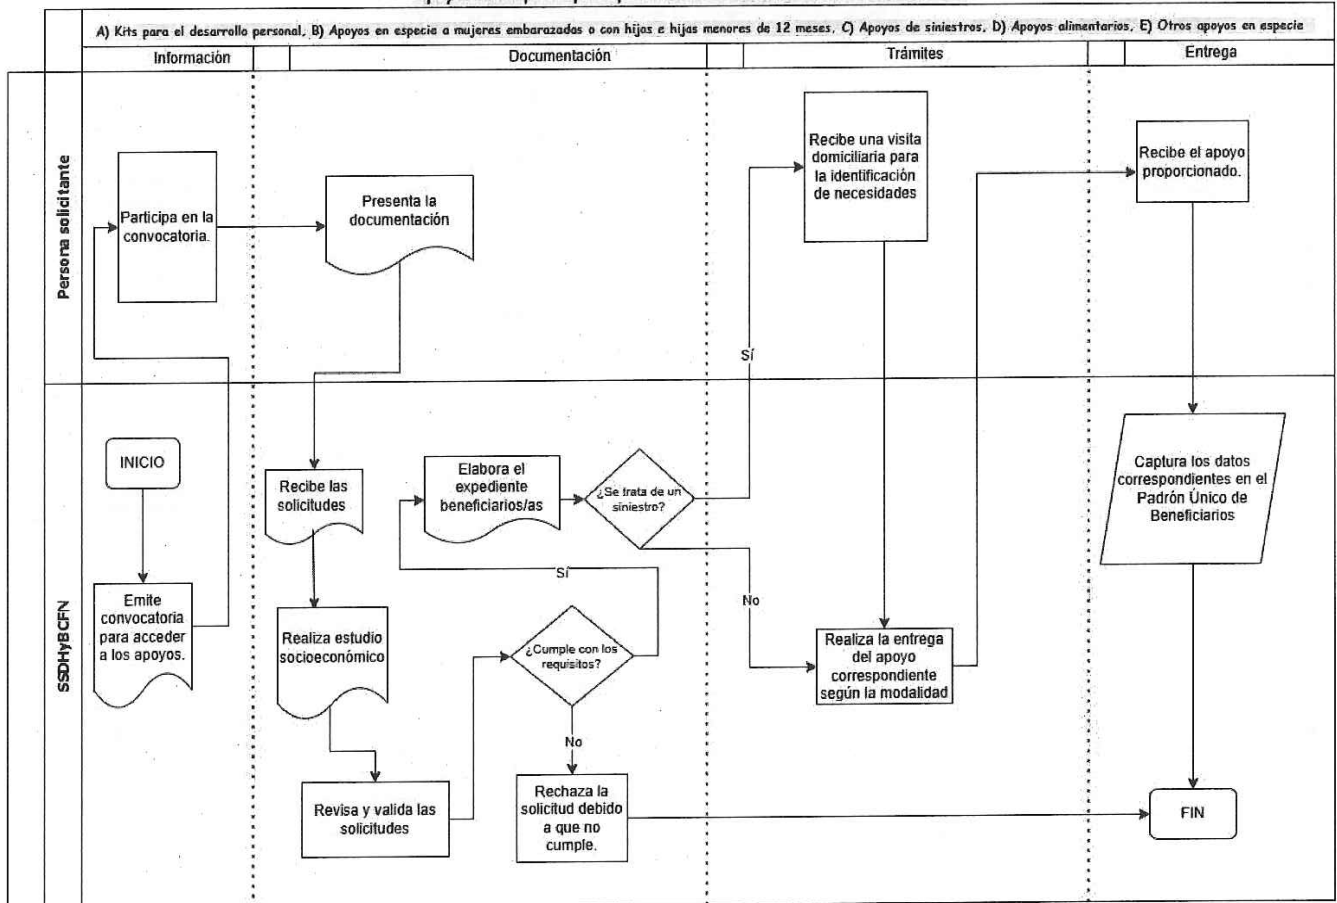 A) Kits para el desarrollo personal, B) Apoyos en especie a mujeres embarazadas o con hijos e hijas menores de 12 meses, C) Apoyos de siniestros, D) Apoyos alimentarios, E) Otros apoyos en especie
Información
Documentación
Trámites
Entrega
Persona solicitante
Participa en la
convocatoria.
Presenta la
documentación
Recibe una visita
domiciliaria para
la identificación
de necesidades
Recibe el apoyo
proporcionado.
Sí
SSDHyBCFN
INICIO
Emite
convocatoria
para acceder
a los apoyos.
Recibe las
solicitudes
Elabora el
expediente
beneficiarios/as
¿Se trata de un
siniestro?
Captura los datos
correspondientes en el
Padrón Único de
Beneficiarios
Sí
No
Realiza estudio
socioeconómico
¿Cumple con los
requisitos?
Realiza la entrega
del apoyo
correspondiente
según la modalidad
No
Revisa y valida las
solicitudes
Rechaza la
solicitud debido
a que no
cumple.
FIN